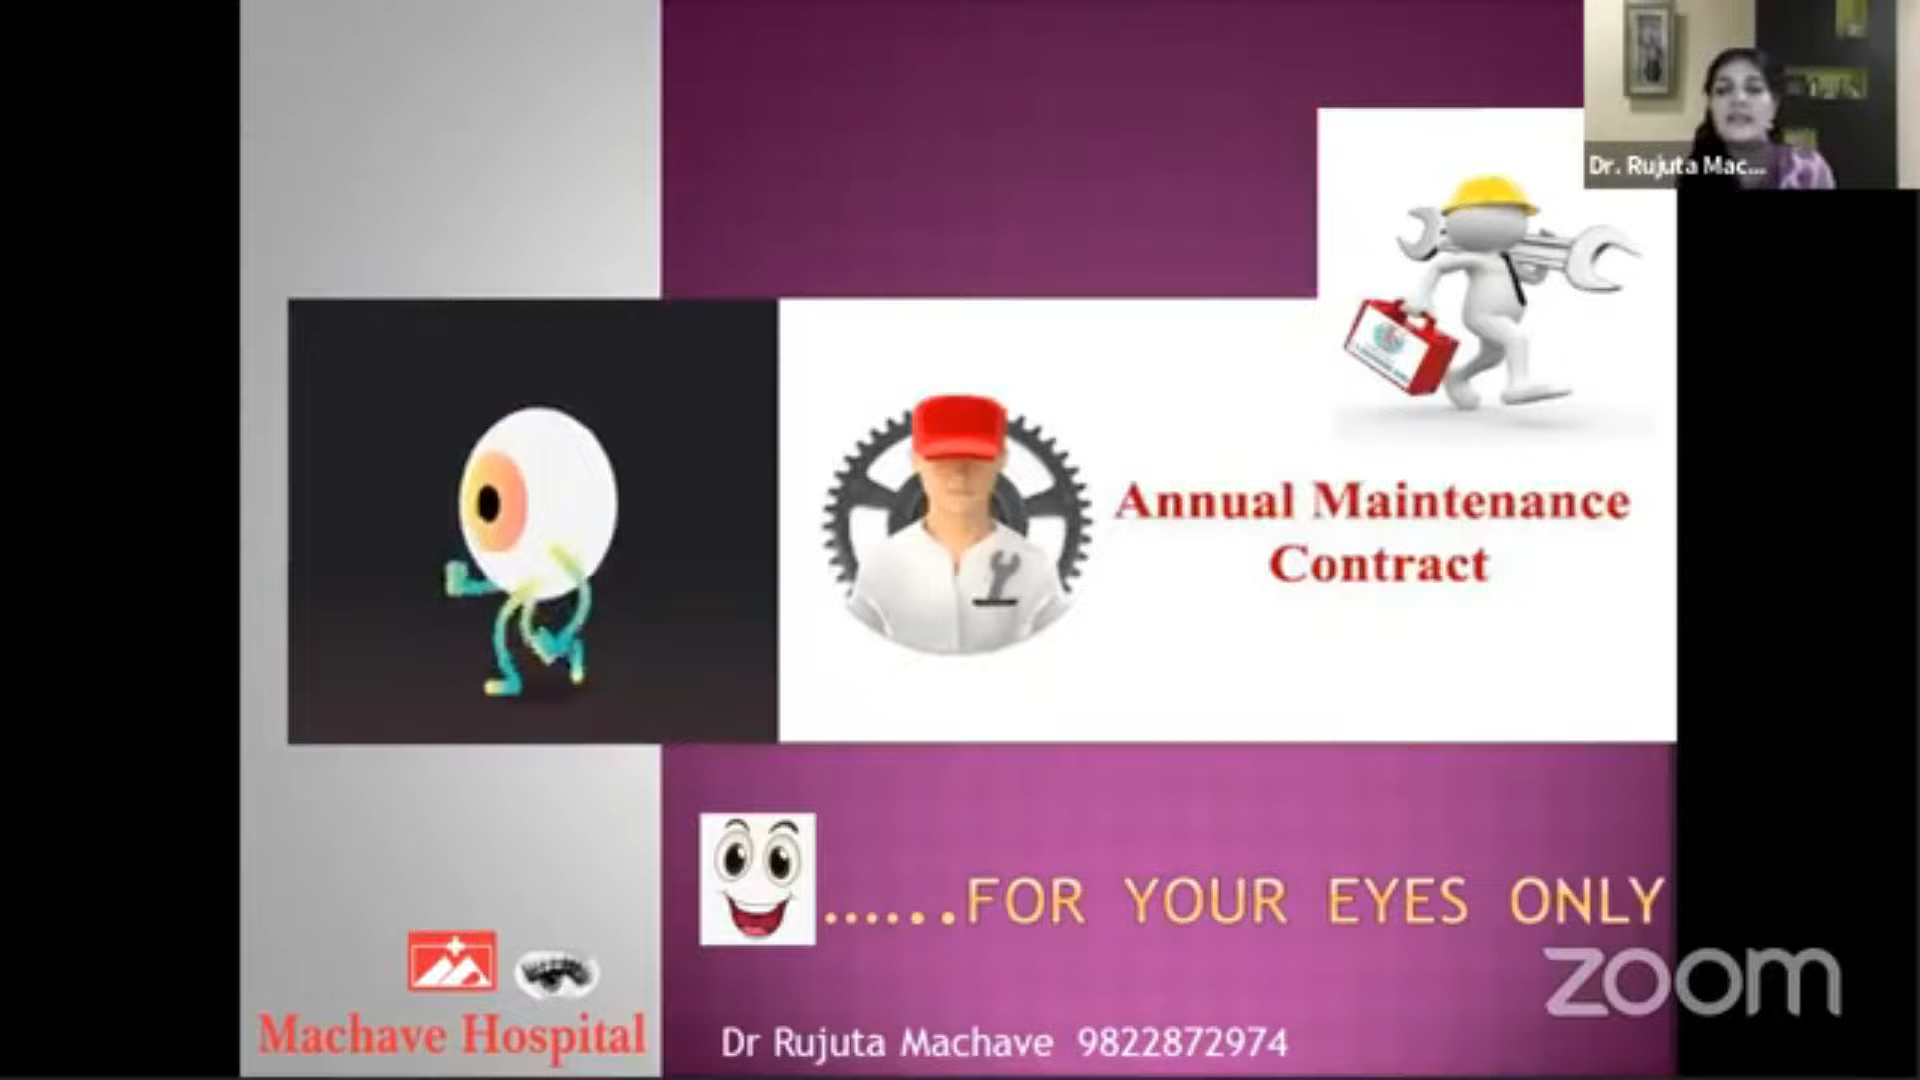 Dr. Rujuta Mac...
Annual Maintenance
Contract
......FOR YOUR EYES ONLY
zoom
Machave Hospital
Dr Rujuta Machave 9822872974